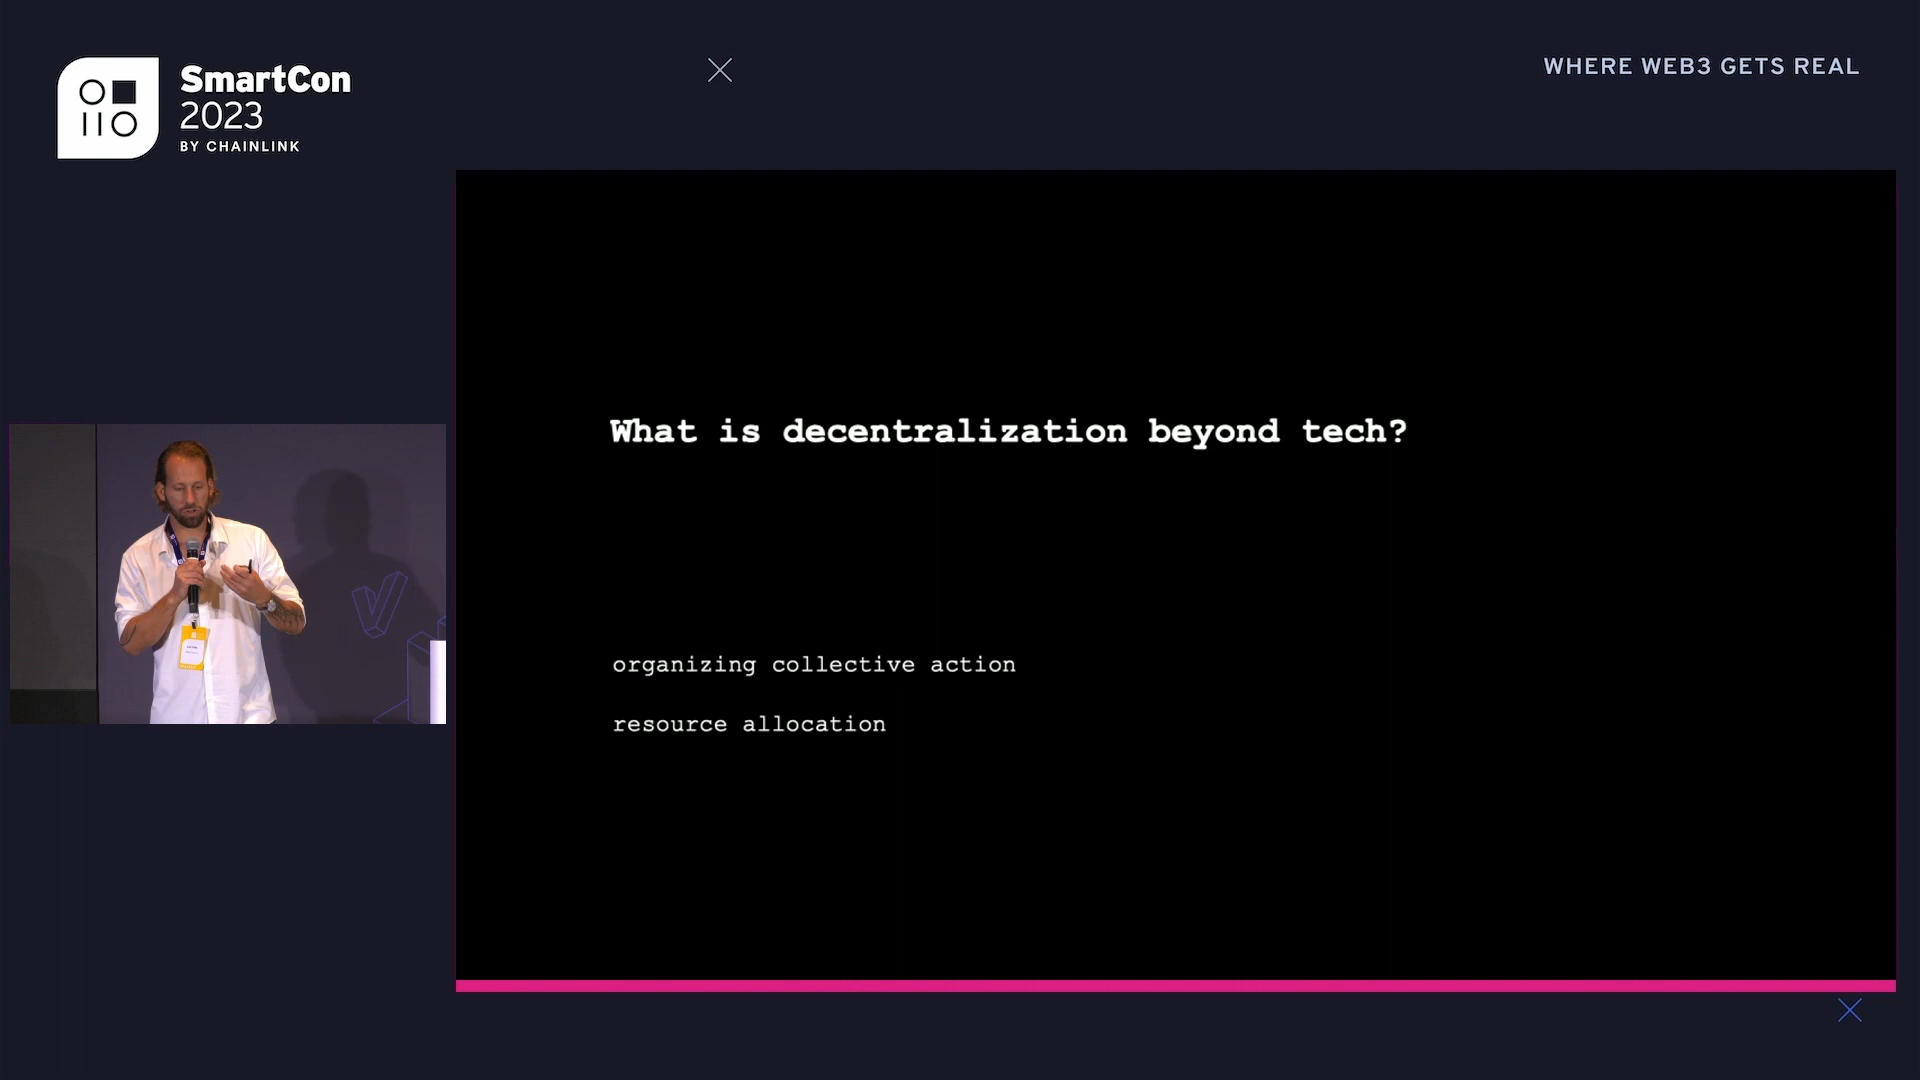 SmartCon
2023
BY CHAINLINK
WHERE WEB3 GETS REAL
What is decentralization beyond tech?
organizing collective action
resource allocation